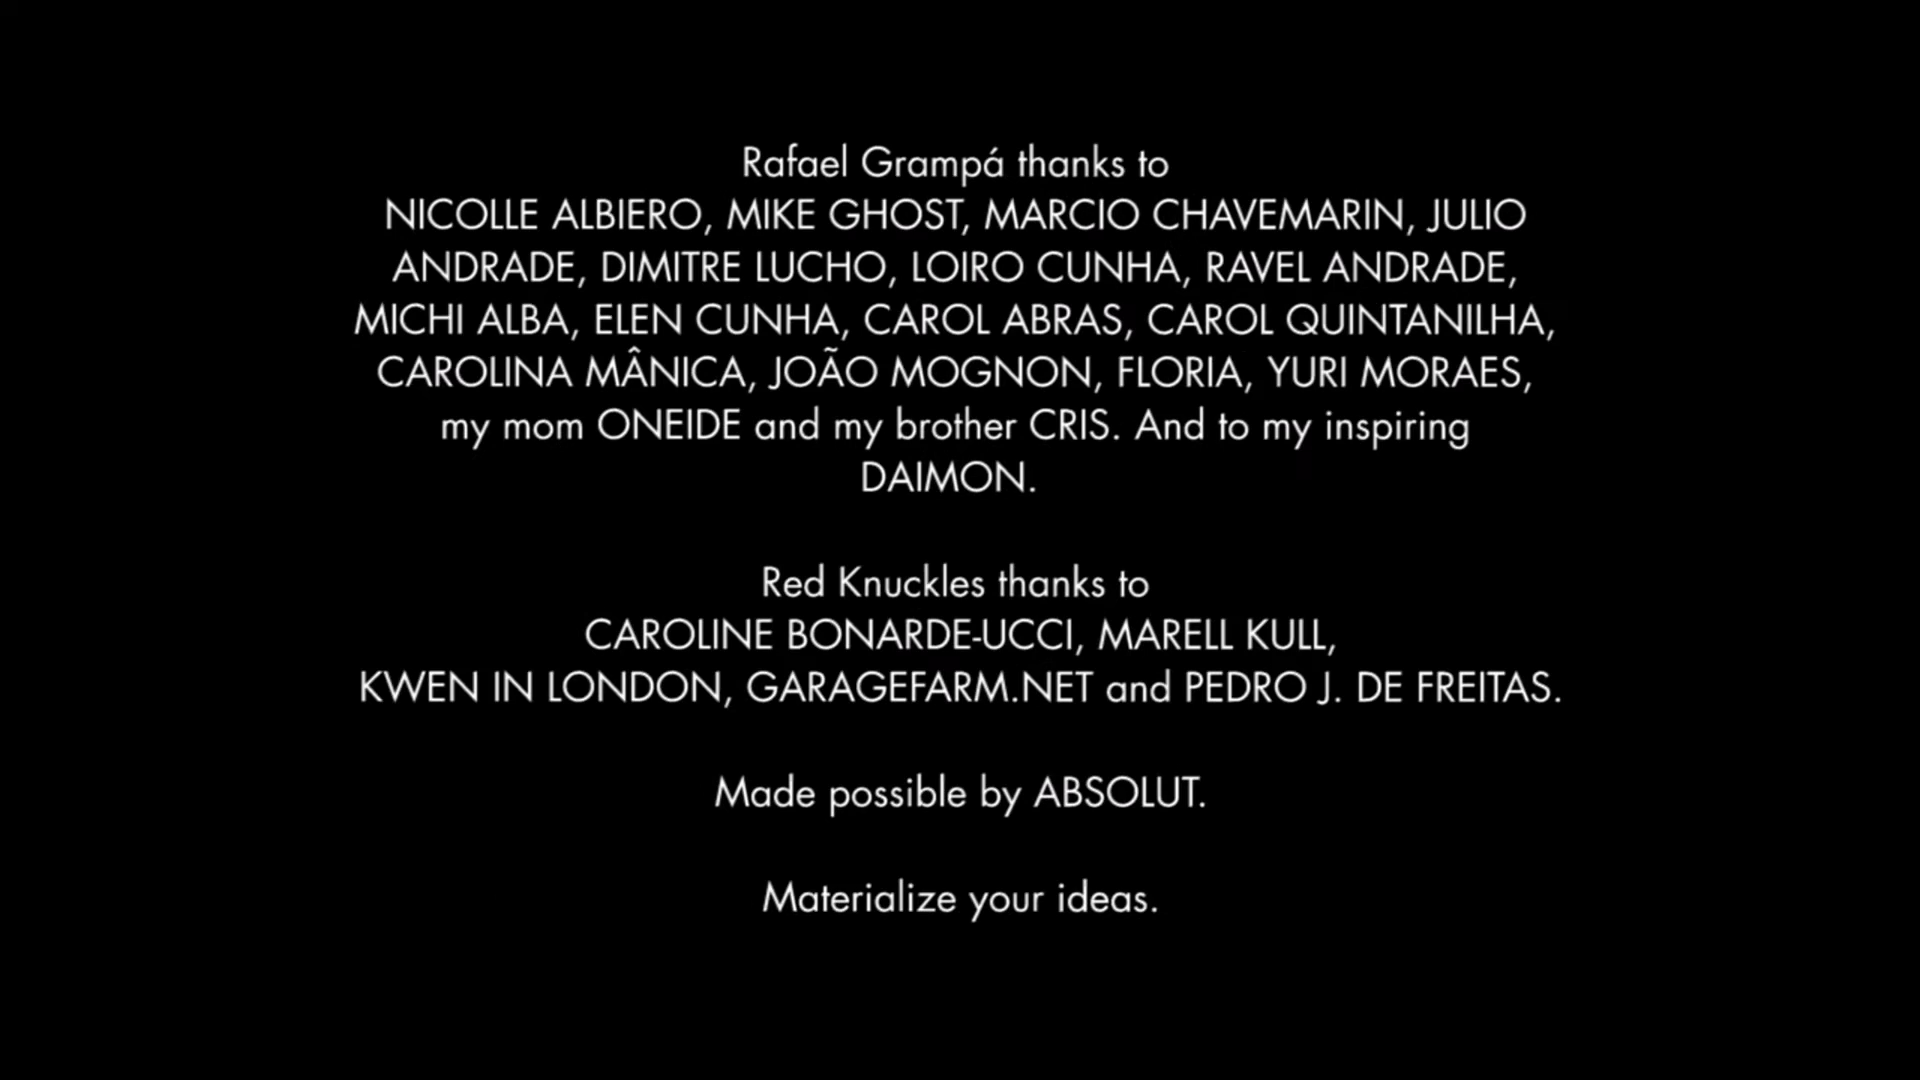 Rafael Grampá thanks to
NICOLLE ALBIERO, MIKE GHOST, MARCIO CHAVEMARIN, JULIO
ANDRADE, DIMITRE LUCHO, LOIRO CUNHA, RAVEL ANDRADE,
MICHI ALBA, ELEN CUNHA, CAROL ABRAS, CAROL QUINTANILHA,
CAROLINA MÂNICA, JOÃO MOGNON, FLORIA, YURI MORAES,
my mom ONEIDE and my brother CRIS. And to my inspiring
DAIMON.
Red Knuckles thanks to
CAROLINE BONARDE-UCCI, MARELL KULL,
KWEN IN LONDON, GARAGEFARM.NET and PEDRO J. DE FREITAS.
Made possible by ABSOLUT.
Materialize your ideas.